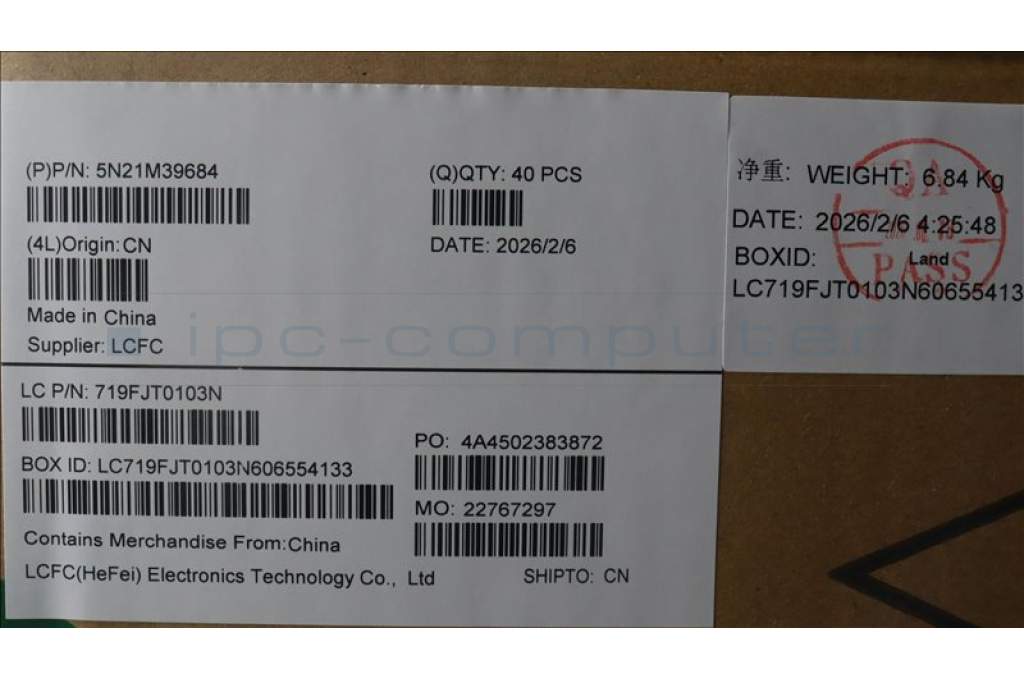 (P)P/N: 5N21M39684
(Q)QTY: 40 PCS
(4L)Origin: CN
DATE: 2026/2/6
Made in China
Supplier: LCFC
净重: WEIGHT: 6.84 Kg
DATE: 2026/2/6 4:25:48
BOXID: Land
LC719FJT0103N60655413
QA
PASS
ipc-computer
LC P/N: 719FJT0103N
BOX ID: LC719FJT0103N606554133
PO: 4A4502383872
MO: 22767297
Contains Merchandise From:China
LCFC(HeFei) Electronics Technology Co., Ltd
SHIPTO: CN